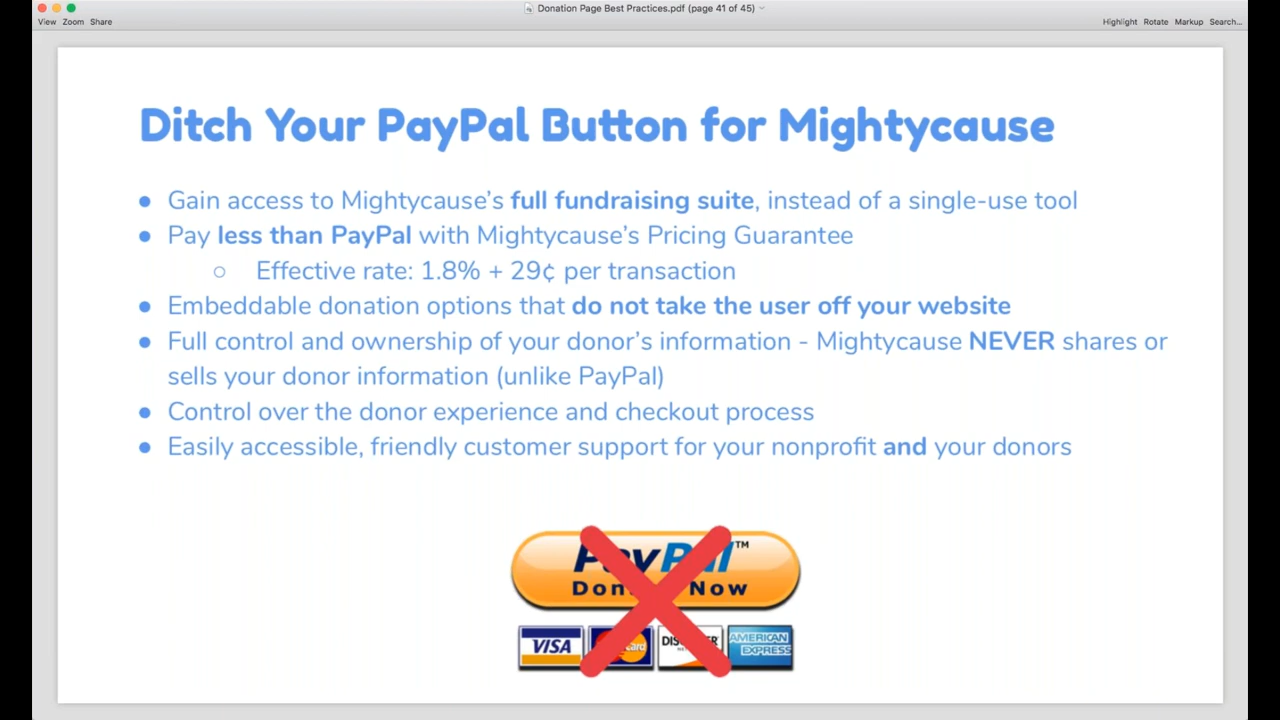 Donation Page Best Practices.pdf (page 41 of 45)
View Zoom Share
Highlight Rotate Markup Search...
Ditch Your PayPal Button for Mightycause
● Gain access to Mightycause's full fundraising suite, instead of a single-use tool
● Pay less than PayPal with Mightycause's Pricing Guarantee
○ Effective rate: 1.8% + 29¢ per transaction
● Embeddable donation options that do not take the user off your website
● Full control and ownership of your donor's information - Mightycause NEVER shares or
sells your donor information (unlike PayPal)
● Control over the donor experience and checkout process
● Easily accessible, friendly customer support for your nonprofit and your donors
PayPal™
Donate Now
VISA MasterCard DISCOVER AMERICAN
EXPRESS